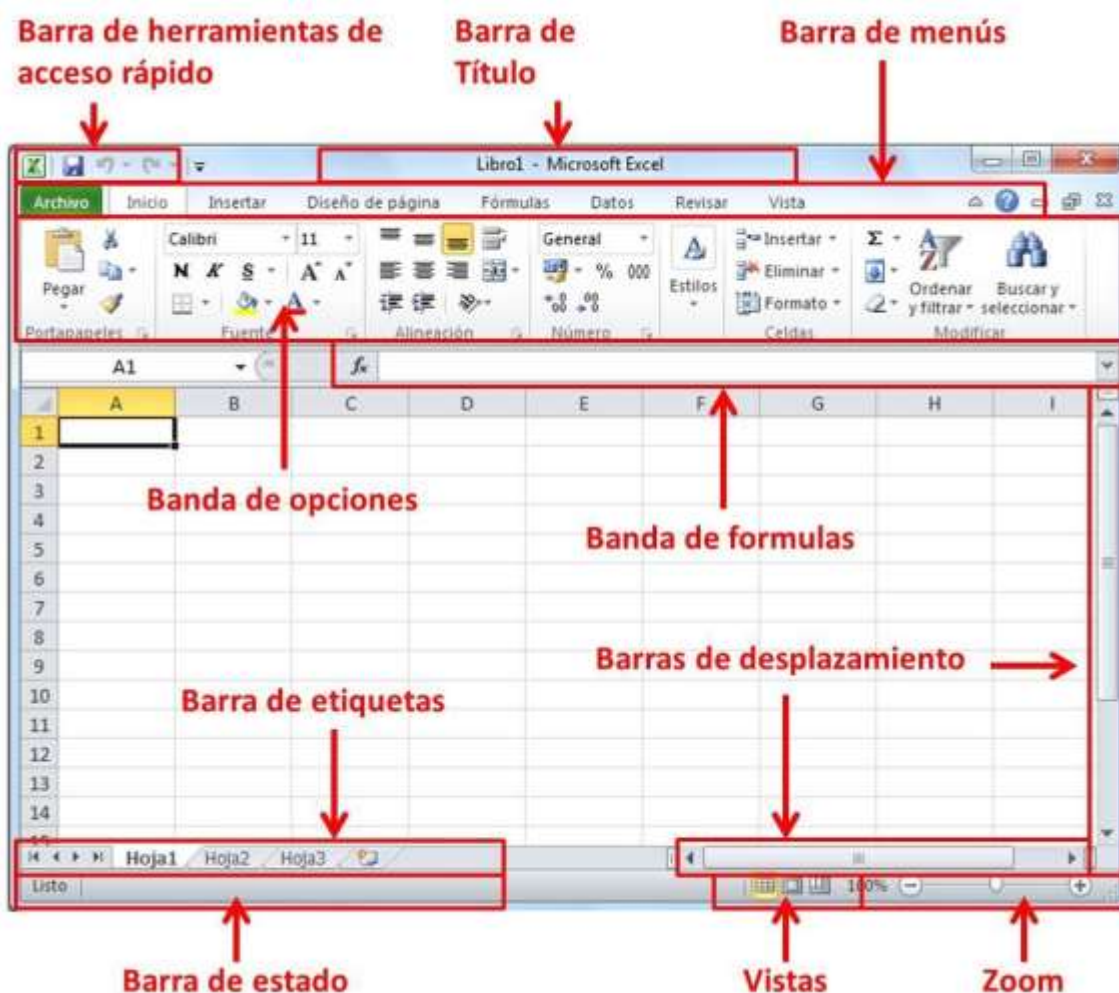 Barra de herramientas de acceso rápido
Barra de Título
Barra de menús
Libro1 - Microsoft Excel
Archivo Inicio Insertar Diseño de página Fórmulas Datos Revisar Vista
Calibri 11 General Insertar Σ
N K S A A % 000 Eliminar
Pegar Estilos Formato Ordenar y filtrar Buscar y seleccionar
Portapapeles Fuente Alineación Número Celdas Modificar
A1 fx
A B C D E F G H I
1
2
3
Banda de opciones
4
Banda de formulas
5
6
7
8
9
Barras de desplazamiento
10
Barra de etiquetas
11
12
13
14
15
Hoja1 Hoja2 Hoja3
Listo 100%
Barra de estado
Vistas
Zoom